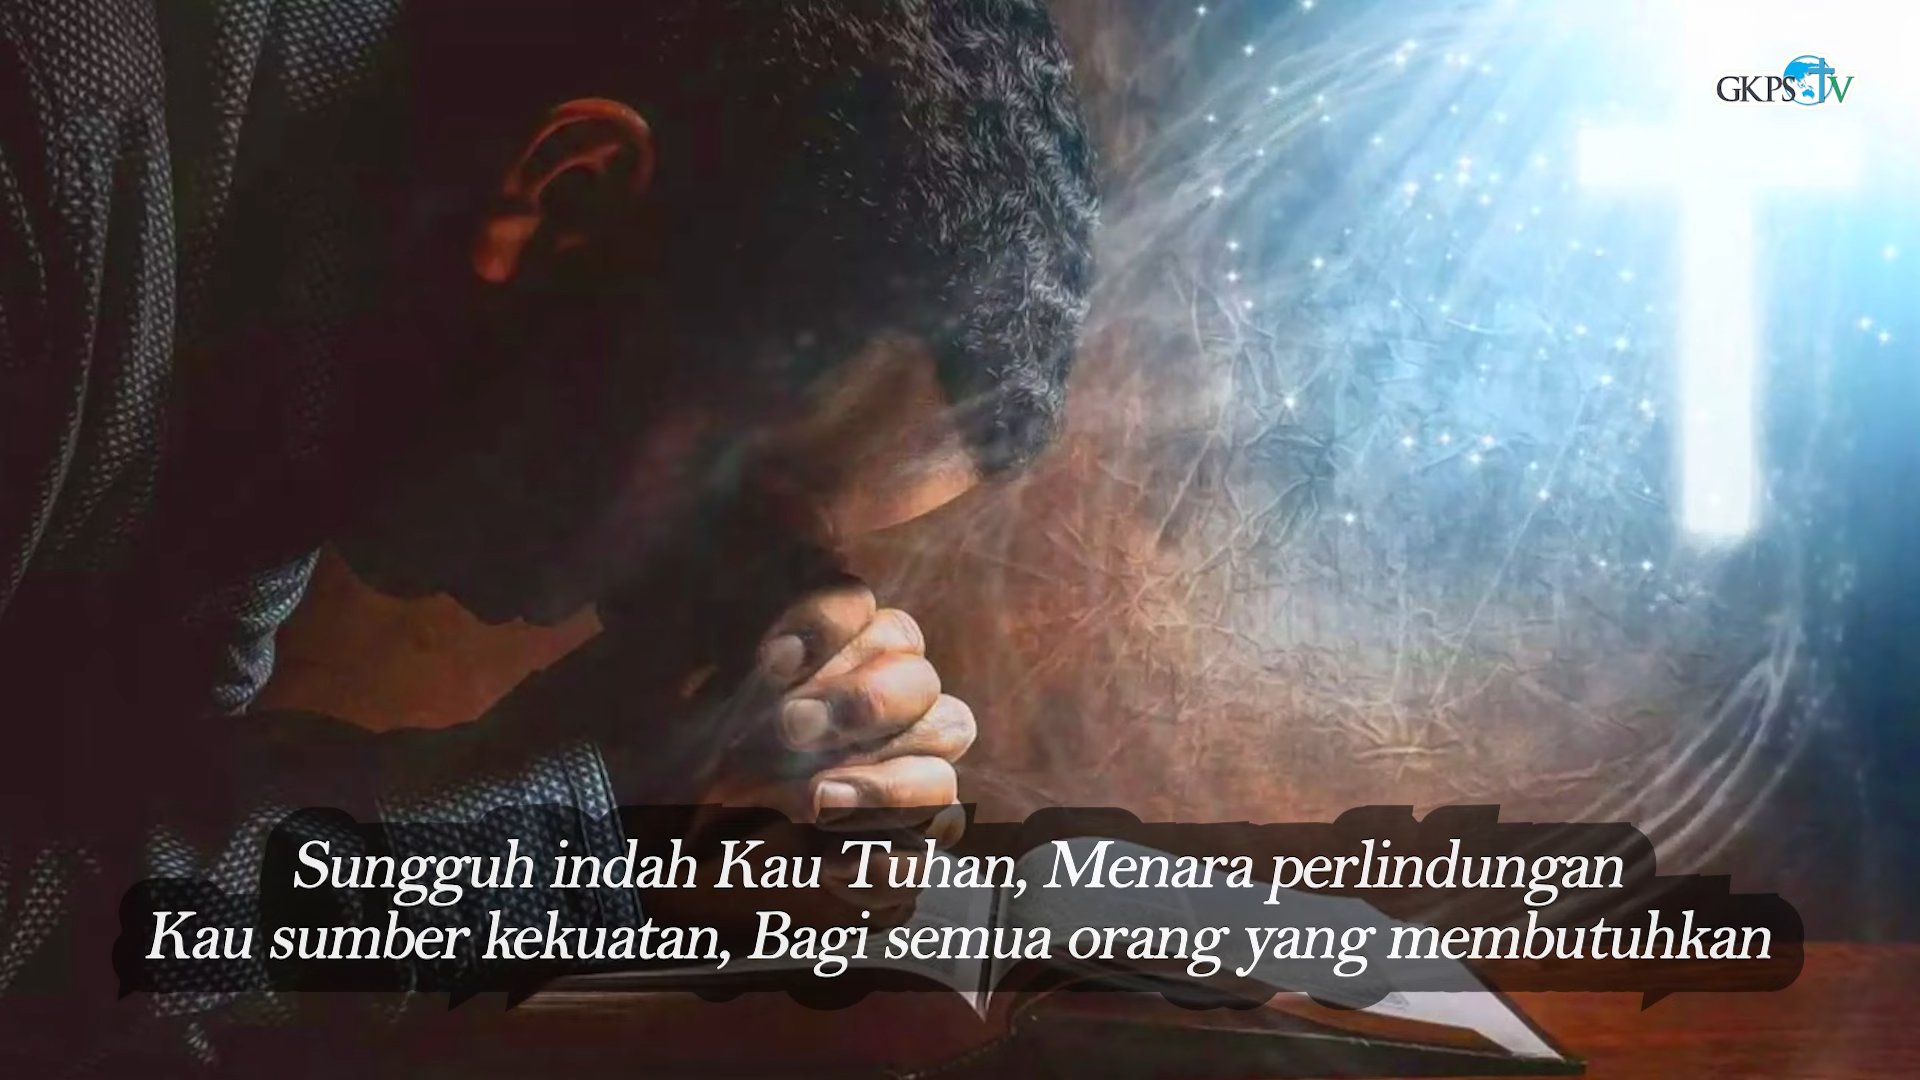 GKPS TV
Sungguh indah Kau Tuhan, Menara perlindungan
Kau sumber kekuatan, Bagi semua orang yang membutuhkan